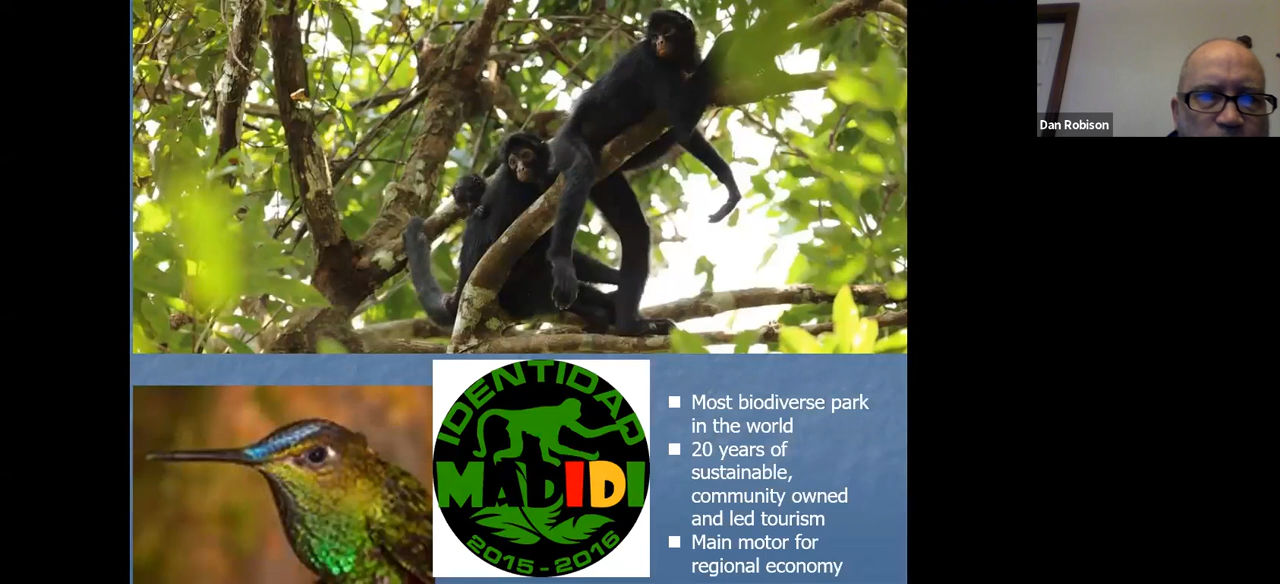 Dan Robison
IDENTIDAD
MADIDI
2015 - 2016
Most biodiverse park
in the world
20 years of
sustainable,
community owned
and led tourism
Main motor for
regional economy